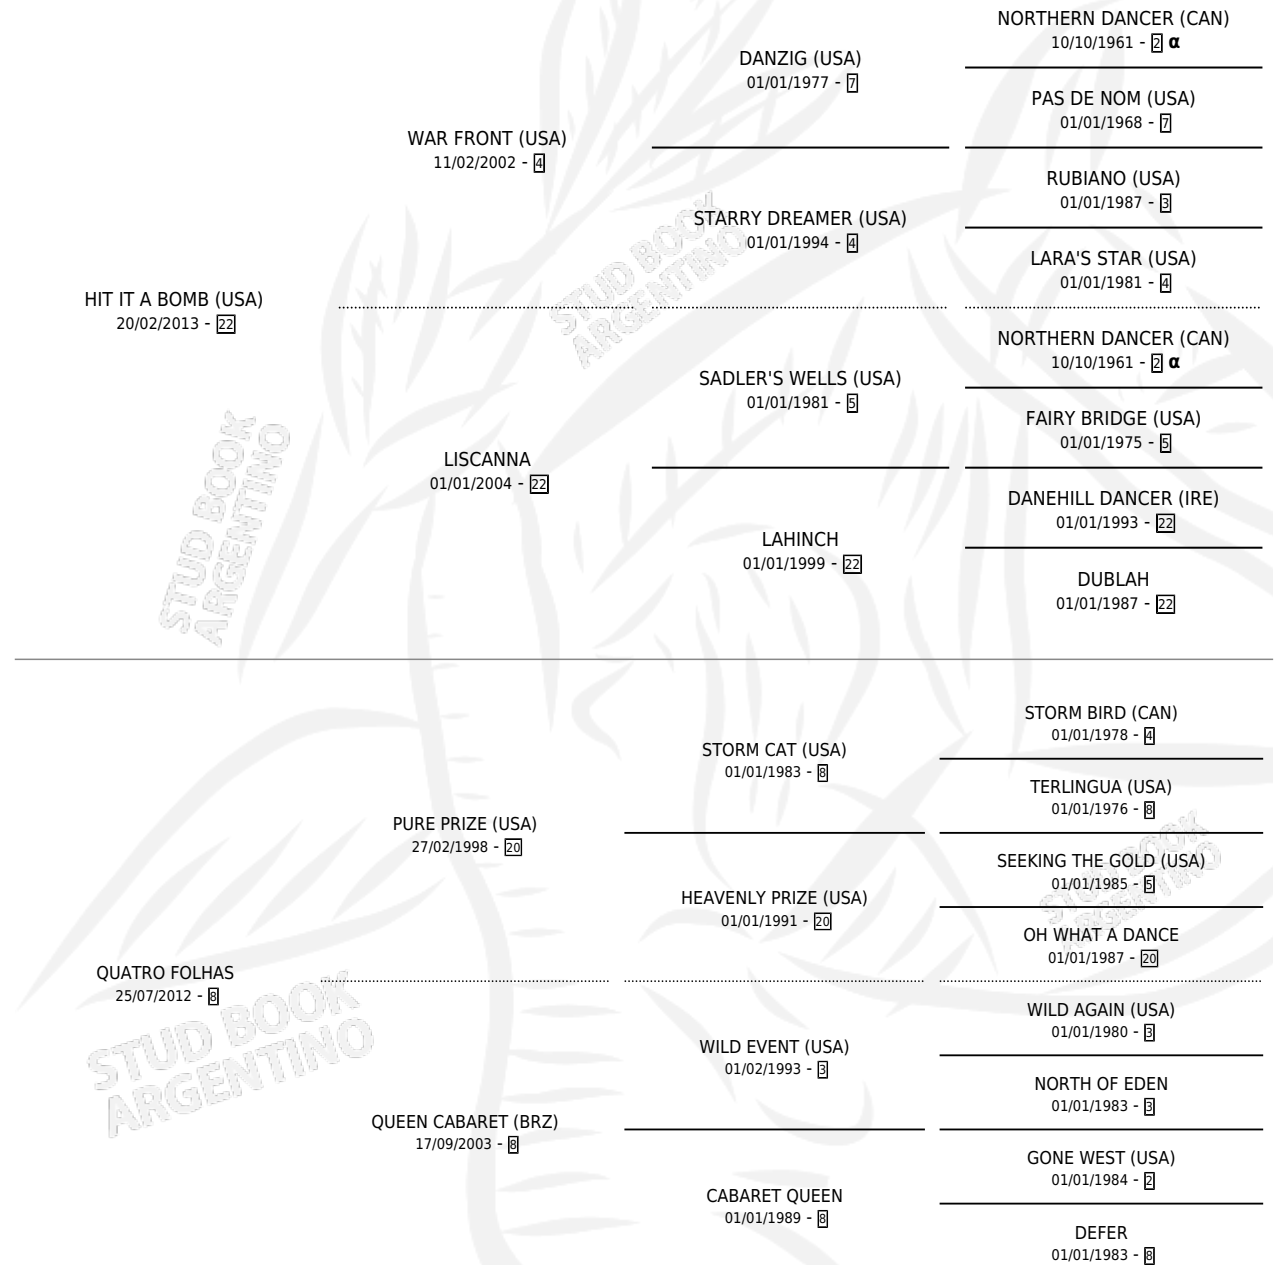 NORTHERN DANCER (CAN)
10/10/1961 - 2 α
DANZIG (USA)
01/01/1977 - 7
PAS DE NOM (USA)
01/01/1968 - 7
WAR FRONT (USA)
11/02/2002 - 4
RUBIANO (USA)
01/01/1987 - 3
STARRY DREAMER (USA)
01/01/1994 - 4
LARA'S STAR (USA)
01/01/1981 - 4
HIT IT A BOMB (USA)
20/02/2013 - 22
NORTHERN DANCER (CAN)
10/10/1961 - 2 α
SADLER'S WELLS (USA)
01/01/1981 - 5
FAIRY BRIDGE (USA)
01/01/1975 - 5
LISCANNA
01/01/2004 - 22
DANEHILL DANCER (IRE)
01/01/1993 - 22
LAHINCH
01/01/1999 - 22
DUBLAH
01/01/1987 - 22
STORM BIRD (CAN)
01/01/1978 - 4
STORM CAT (USA)
01/01/1983 - 8
TERLINGUA (USA)
01/01/1976 - 8
PURE PRIZE (USA)
27/02/1998 - 20
SEEKING THE GOLD (USA)
01/01/1985 - 5
HEAVENLY PRIZE (USA)
01/01/1991 - 20
OH WHAT A DANCE
01/01/1987 - 20
QUATRO FOLHAS
25/07/2012 - 8
WILD AGAIN (USA)
01/01/1980 - 3
WILD EVENT (USA)
01/02/1993 - 3
NORTH OF EDEN
01/01/1983 - 3
QUEEN CABARET (BRZ)
17/09/2003 - 8
GONE WEST (USA)
01/01/1984 - 2
CABARET QUEEN
01/01/1989 - 8
DEFER
01/01/1983 - 8
STUD BOOK
ARGENTINO
STUD BOOK
ARGENTINO
STUD BOOK
ARGENTINO
STUD BOOK
ARGENTINO